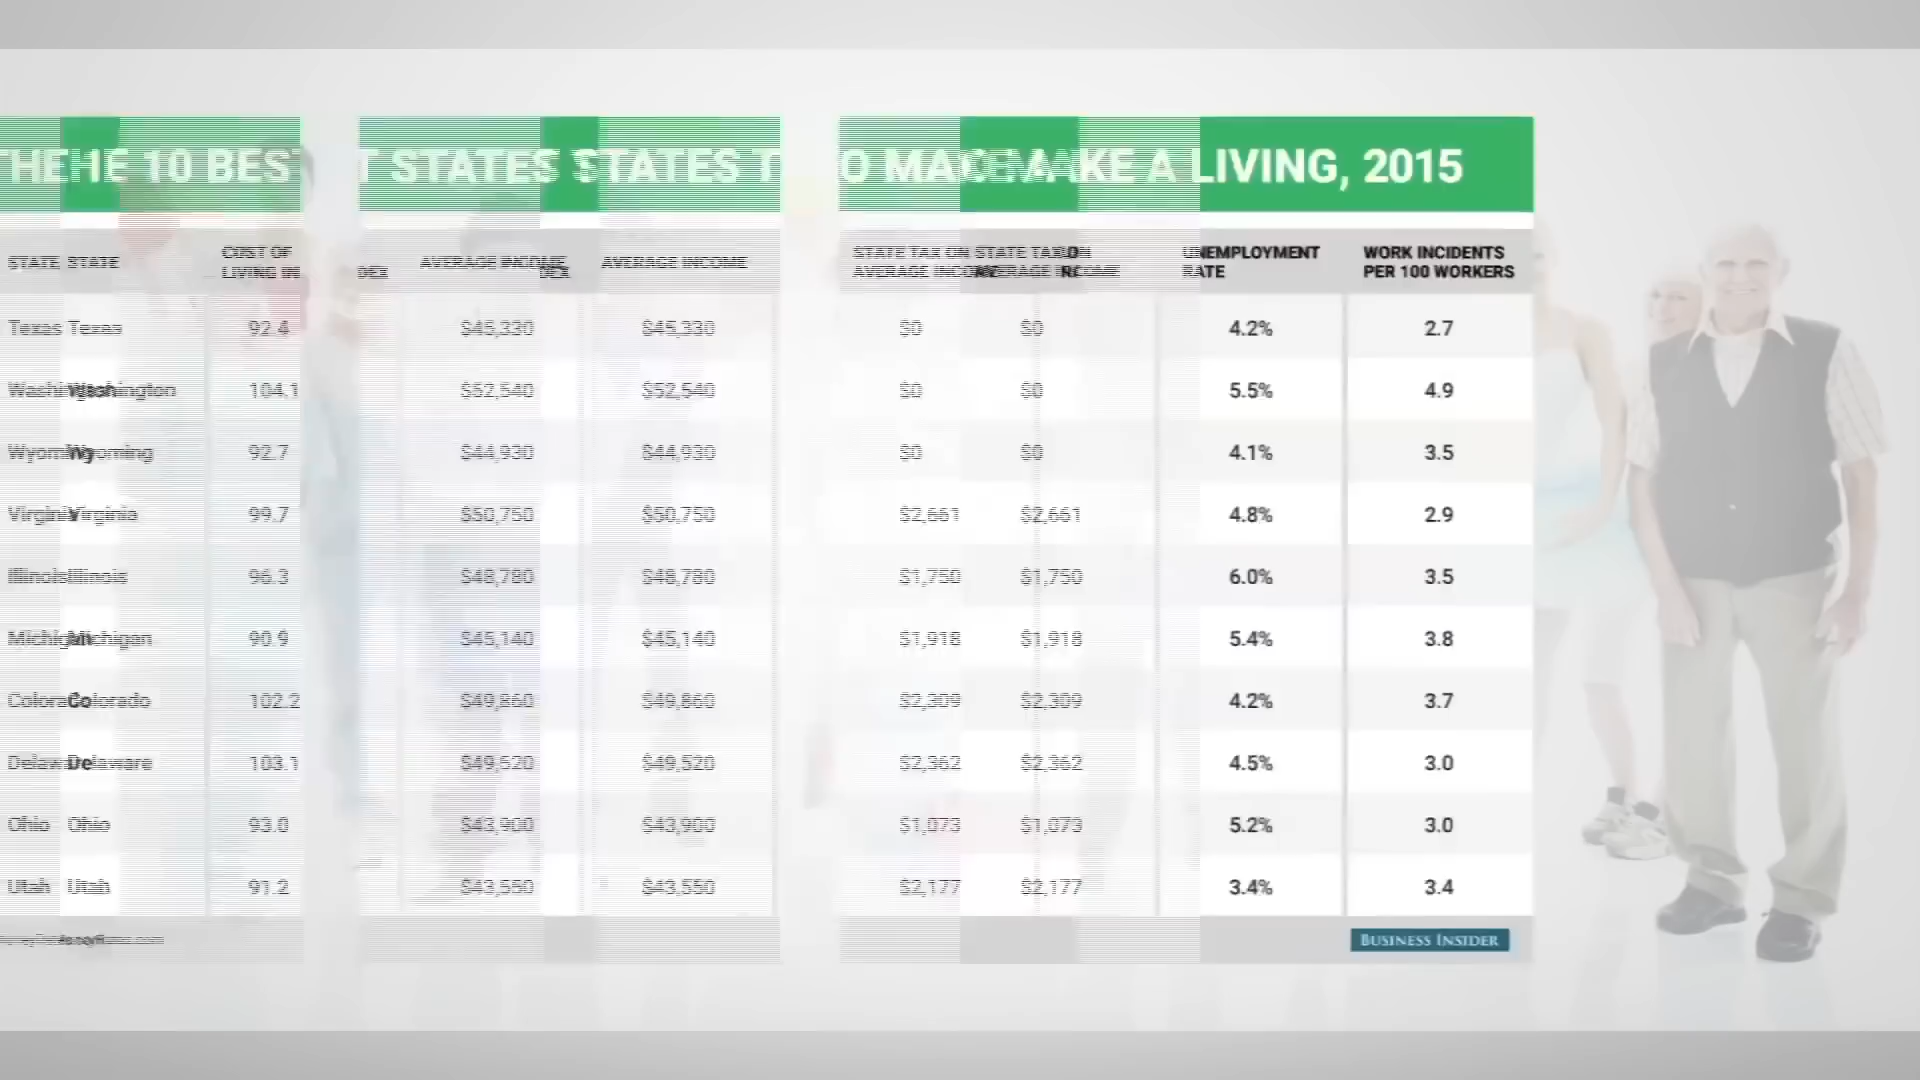 THE 10 BEST STATES TO MAKE A LIVING, 2015
STATE COST OF LIVING INDEX AVERAGE INCOME STATE TAX ON AVERAGE INCOME UNEMPLOYMENT RATE WORK INCIDENTS PER 100 WORKERS
Texas 92.4 $45,330 $0 4.2% 2.7
Washington 104.1 $52,540 $0 5.5% 4.9
Wyoming 92.7 $44,930 $0 4.1% 3.5
Virginia 99.7 $50,750 $2,661 4.8% 2.9
Illinois 96.3 $48,780 $1,750 6.0% 3.5
Michigan 90.9 $45,140 $1,918 5.4% 3.8
Colorado 102.2 $49,860 $2,309 4.2% 3.7
Delaware 103.1 $49,520 $2,362 4.5% 3.0
Ohio 93.0 $43,900 $1,073 5.2% 3.0
Utah 91.2 $43,550 $2,177 3.4% 3.4
BUSINESS INSIDER